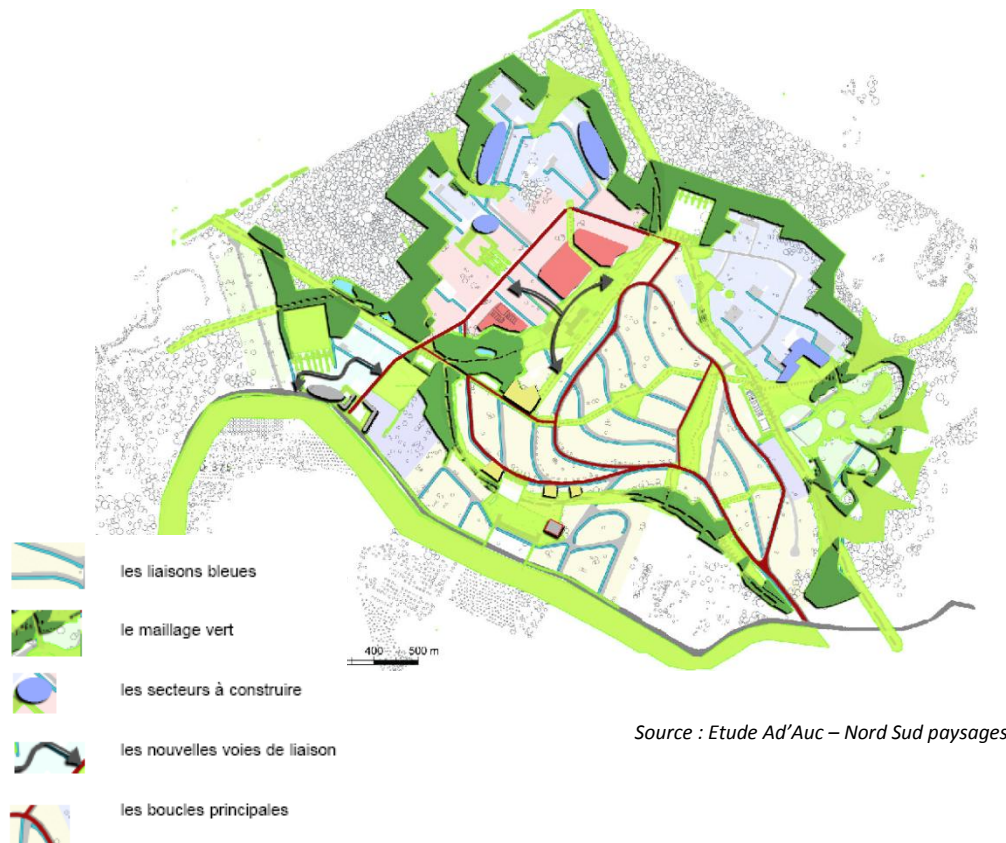 400 500 m
les liaisons bleues
le maillage vert
les secteurs à construire
Source : Etude Ad'Auc – Nord Sud paysages
les nouvelles voies de liaison
les boucles principales